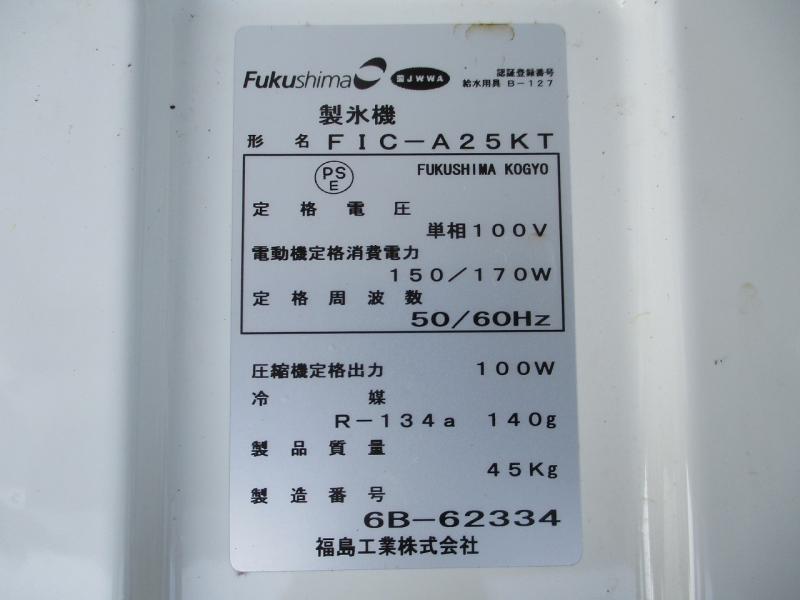 Fukushima JWWA 認証登録番号
給水用具 B-127
製氷機
形名 FIC-A25KT
PSE FUKUSHIMA KOGYO
定格電圧
単相100V
電動機定格消費電力
150/170W
定格周波数
50/60Hz
圧縮機定格出力 100W
冷媒
R-134a 140g
製品質量
45Kg
製造番号
6B-62334
福島工業株式会社